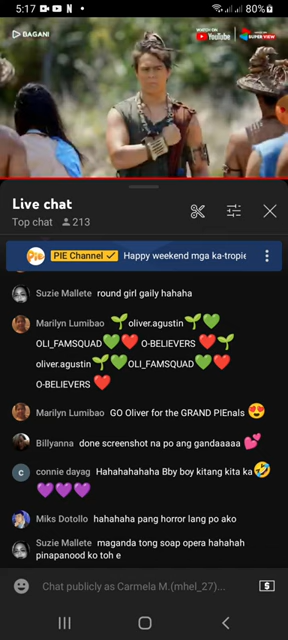 5:17
N
80%
BAGANI
WATCH ON
YouTube
SUPER VIEW
Live chat
Top chat 213
PIE Channel Happy weekend mga ka-tropie
Suzie Mallete round girl gaily hahaha
Marilyn Lumibao 🌱oliver.agustin🌱💚
OLI_FAMSQUAD💚❤️ O-BELIEVERS ❤️🌱
oliver.agustin🌱💚OLI_FAMSQUAD💚❤️
O-BELIEVERS ❤️
Marilyn Lumibao GO Oliver for the GRAND PIEnals 😍
Billyanna done screenshot na po ang gandaaaaa 💕
connie dayag Hahahahahaha Bby boy kitang kita ka🤣
💜💜💜
Miks Dotollo hahahaha pang horror lang po ako
Suzie Mallete maganda tong soap opera hahahah
pinapanood ko toh e
Chat publicly as Carmela M.(mhel_27)...